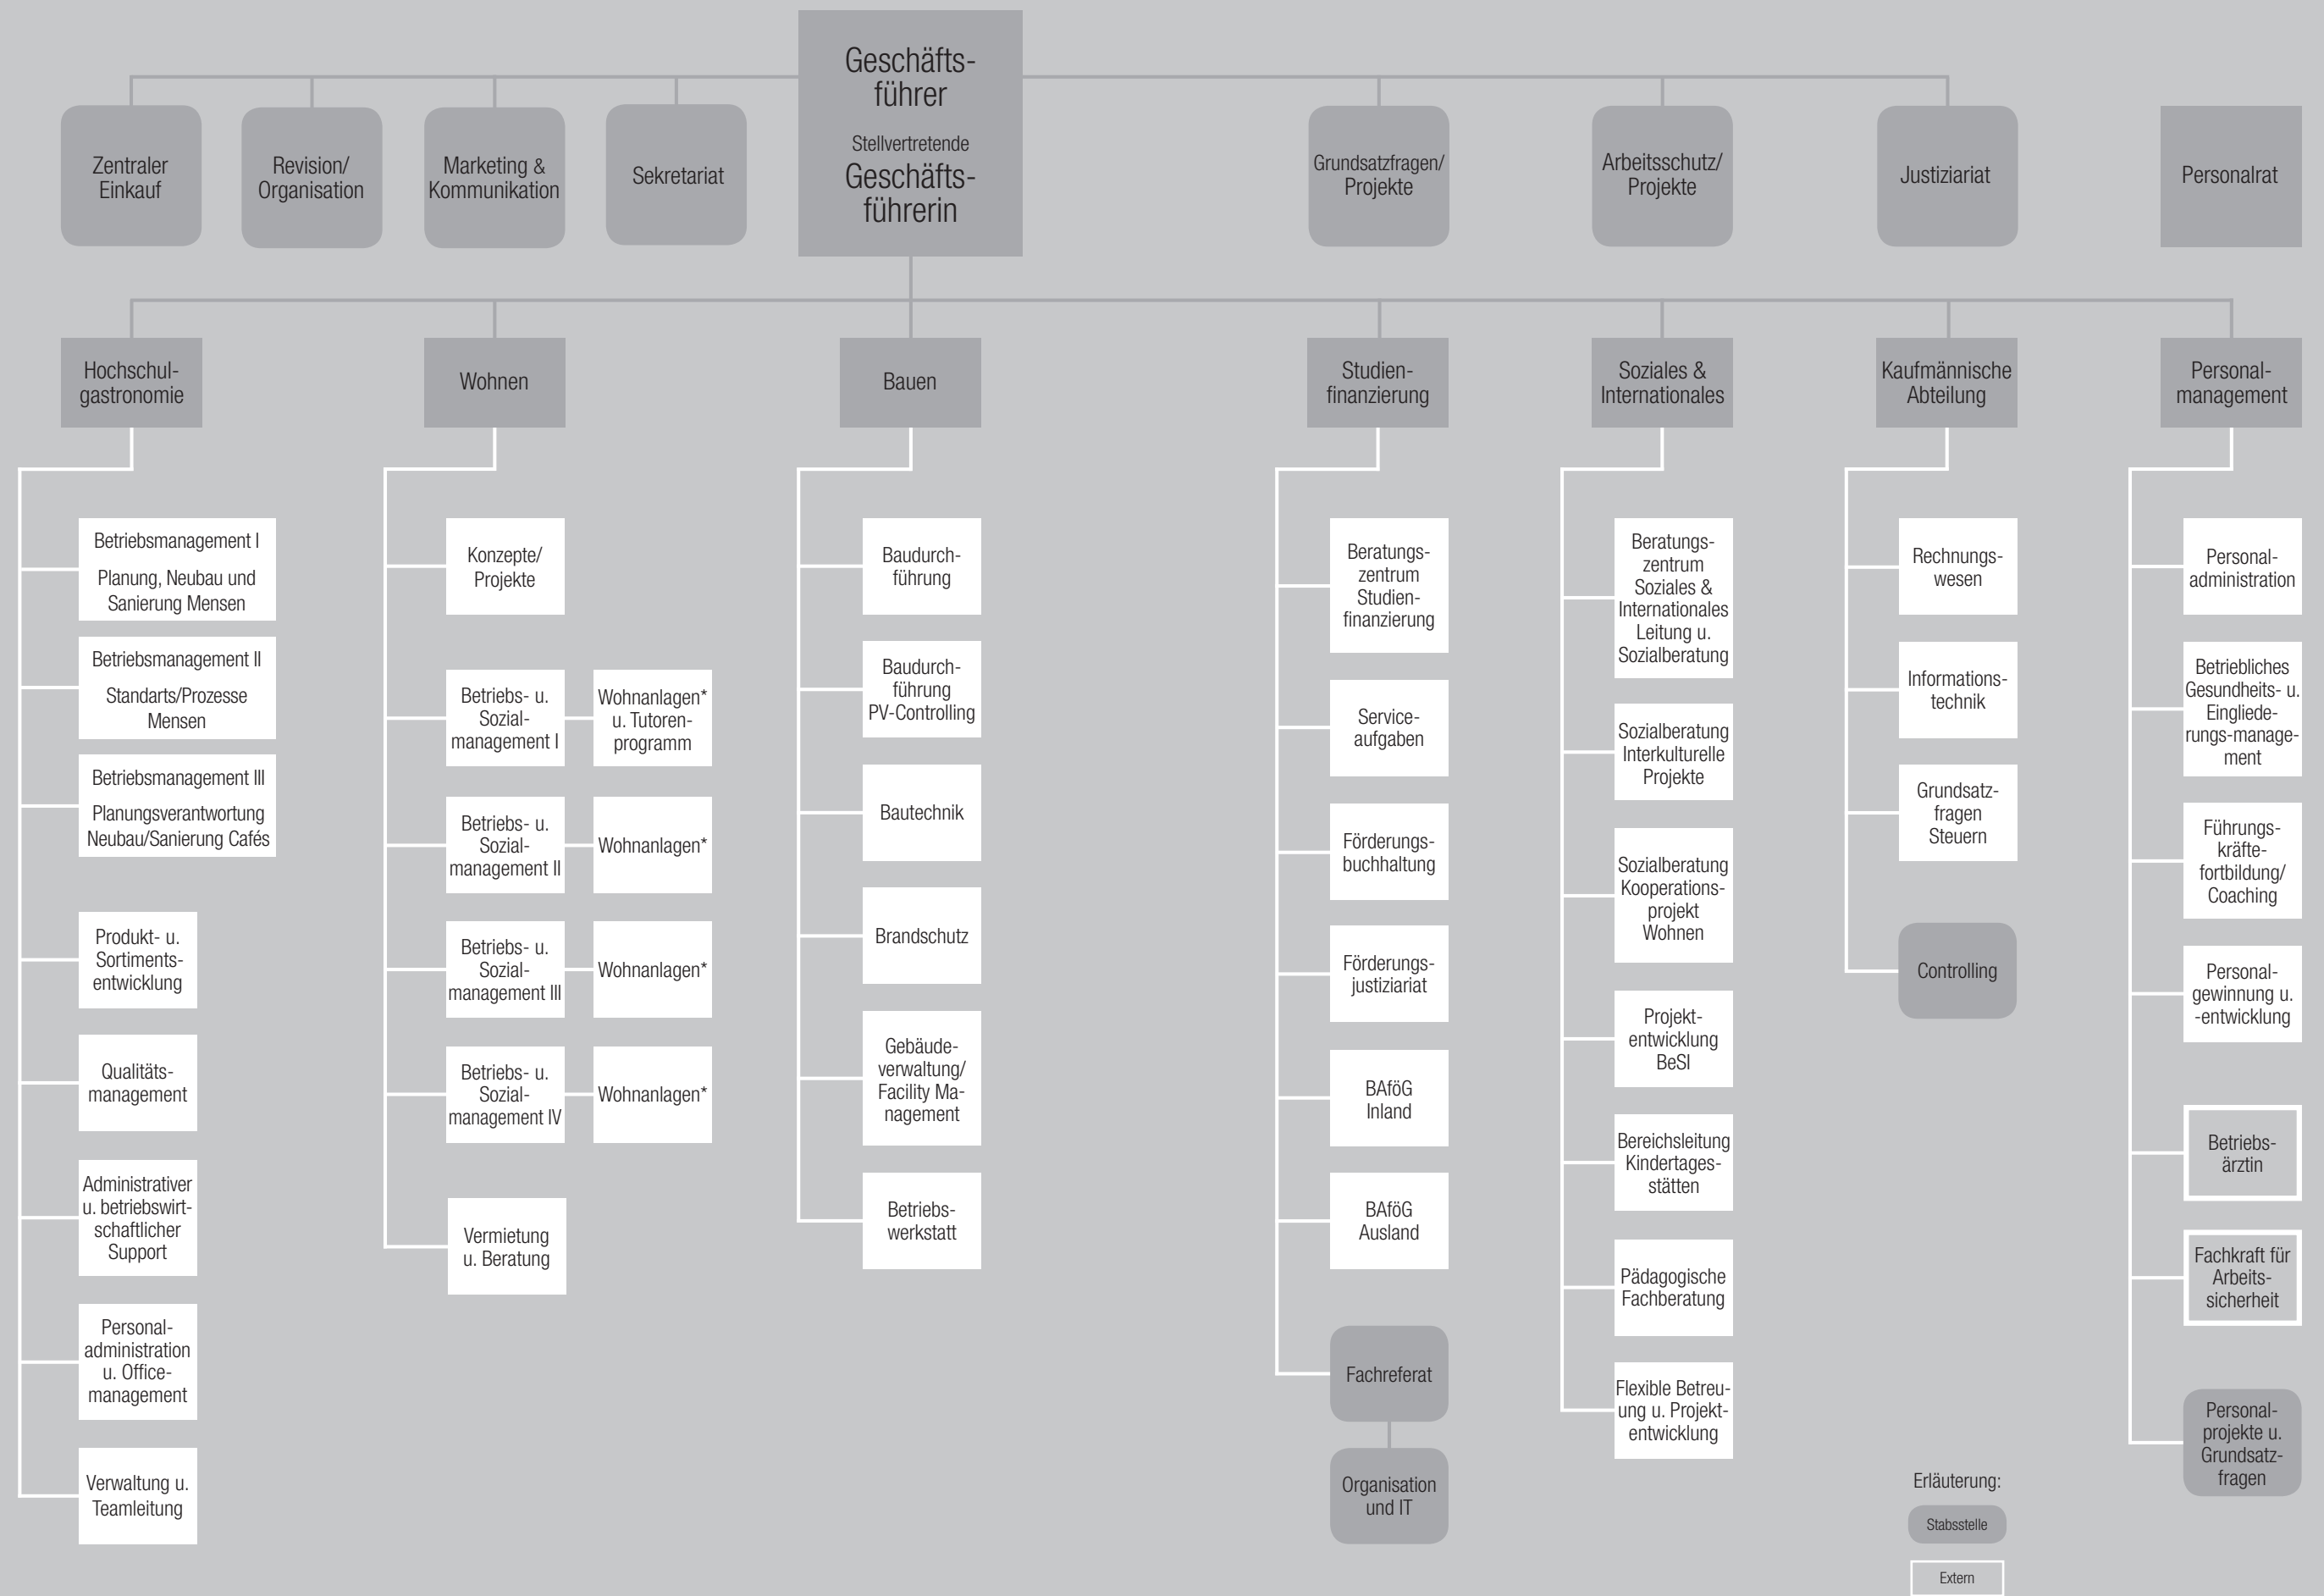 Geschäfts-
führer
Stellvertretende
Geschäfts-
führerin
Zentraler
Einkauf
Revision/
Organisation
Marketing &
Kommunikation
Sekretariat
Grundsatzfragen/
Projekte
Arbeitsschutz/
Projekte
Justiziariat
Personalrat
Hochschul-
gastronomie
Wohnen
Bauen
Studien-
finanzierung
Soziales &
Internationales
Kaufmännische
Abteilung
Personal-
management
Betriebsmanagement I
Planung, Neubau und
Sanierung Mensen
Betriebsmanagement II
Standarts/Prozesse
Mensen
Betriebsmanagement III
Planungsverantwortung
Neubau/Sanierung Cafés
Produkt- u.
Sortiments-
entwicklung
Qualitäts-
management
Administrativer
u. betriebswirt-
schaftlicher
Support
Personal-
administration
u. Office-
management
Verwaltung u.
Teamleitung
Konzepte/
Projekte
Betriebs- u.
Sozial-
management I
Wohnanlagen*
u. Tutoren-
programm
Betriebs- u.
Sozial-
management II
Wohnanlagen*
Betriebs- u.
Sozial-
management III
Wohnanlagen*
Betriebs- u.
Sozial-
management IV
Wohnanlagen*
Vermietung
u. Beratung
Baudurch-
führung
Baudurch-
führung
PV-Controlling
Bautechnik
Brandschutz
Gebäude-
verwaltung/
Facility Ma-
nagement
Betriebs-
werkstatt
Beratungs-
zentrum
Studien-
finanzierung
Service-
aufgaben
Förderungs-
buchhaltung
Förderungs-
justiziariat
BAföG
Inland
BAföG
Ausland
Fachreferat
Organisation
und IT
Beratungs-
zentrum
Soziales &
Internationales
Leitung u.
Sozialberatung
Sozialberatung
Interkulturelle
Projekte
Sozialberatung
Kooperations-
projekt
Wohnen
Projekt-
entwicklung
BeSI
Bereichsleitung
Kindertages-
stätten
Pädagogische
Fachberatung
Flexible Betreu-
ung u. Projekt-
entwicklung
Rechnungs-
wesen
Informations-
technik
Grundsatz-
fragen
Steuern
Controlling
Personal-
administration
Betriebliches
Gesundheits- u.
Eingliede-
rungs-manage-
ment
Führungs-
kräfte-
fortbildung/
Coaching
Personal-
gewinnung u.
-entwicklung
Betriebs-
ärztin
Fachkraft für
Arbeits-
sicherheit
Personal-
projekte u.
Grundsatz-
fragen
Erläuterung:
Stabsstelle
Extern